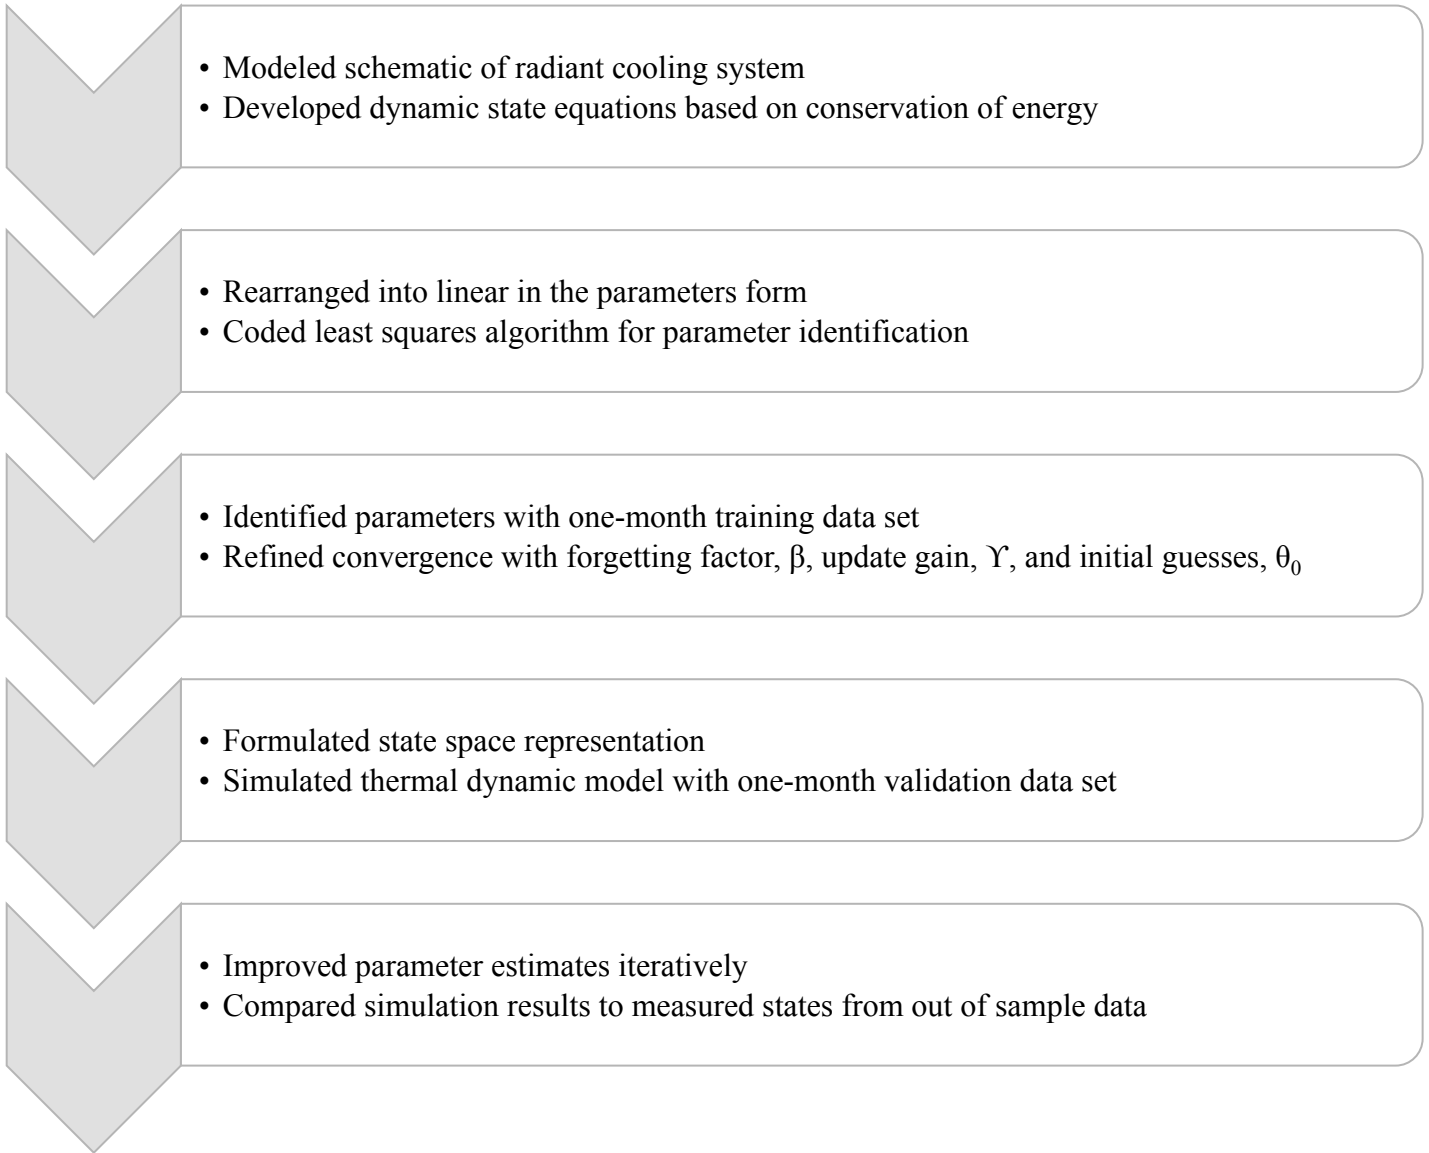 • Modeled schematic of radiant cooling system
• Developed dynamic state equations based on conservation of energy
• Rearranged into linear in the parameters form
• Coded least squares algorithm for parameter identification
• Identified parameters with one-month training data set
• Refined convergence with forgetting factor, β, update gain, ϒ, and initial guesses, θ₀
• Formulated state space representation
• Simulated thermal dynamic model with one-month validation data set
• Improved parameter estimates iteratively
• Compared simulation results to measured states from out of sample data